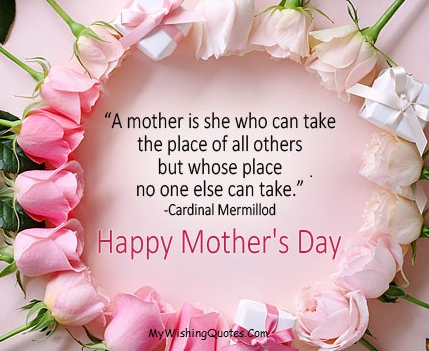 “A mother is she who can take
the place of all others
but whose place .
no one else can take.”
-Cardinal Mermillod
Happy Mother's Day
MyWishingQuotes.Com